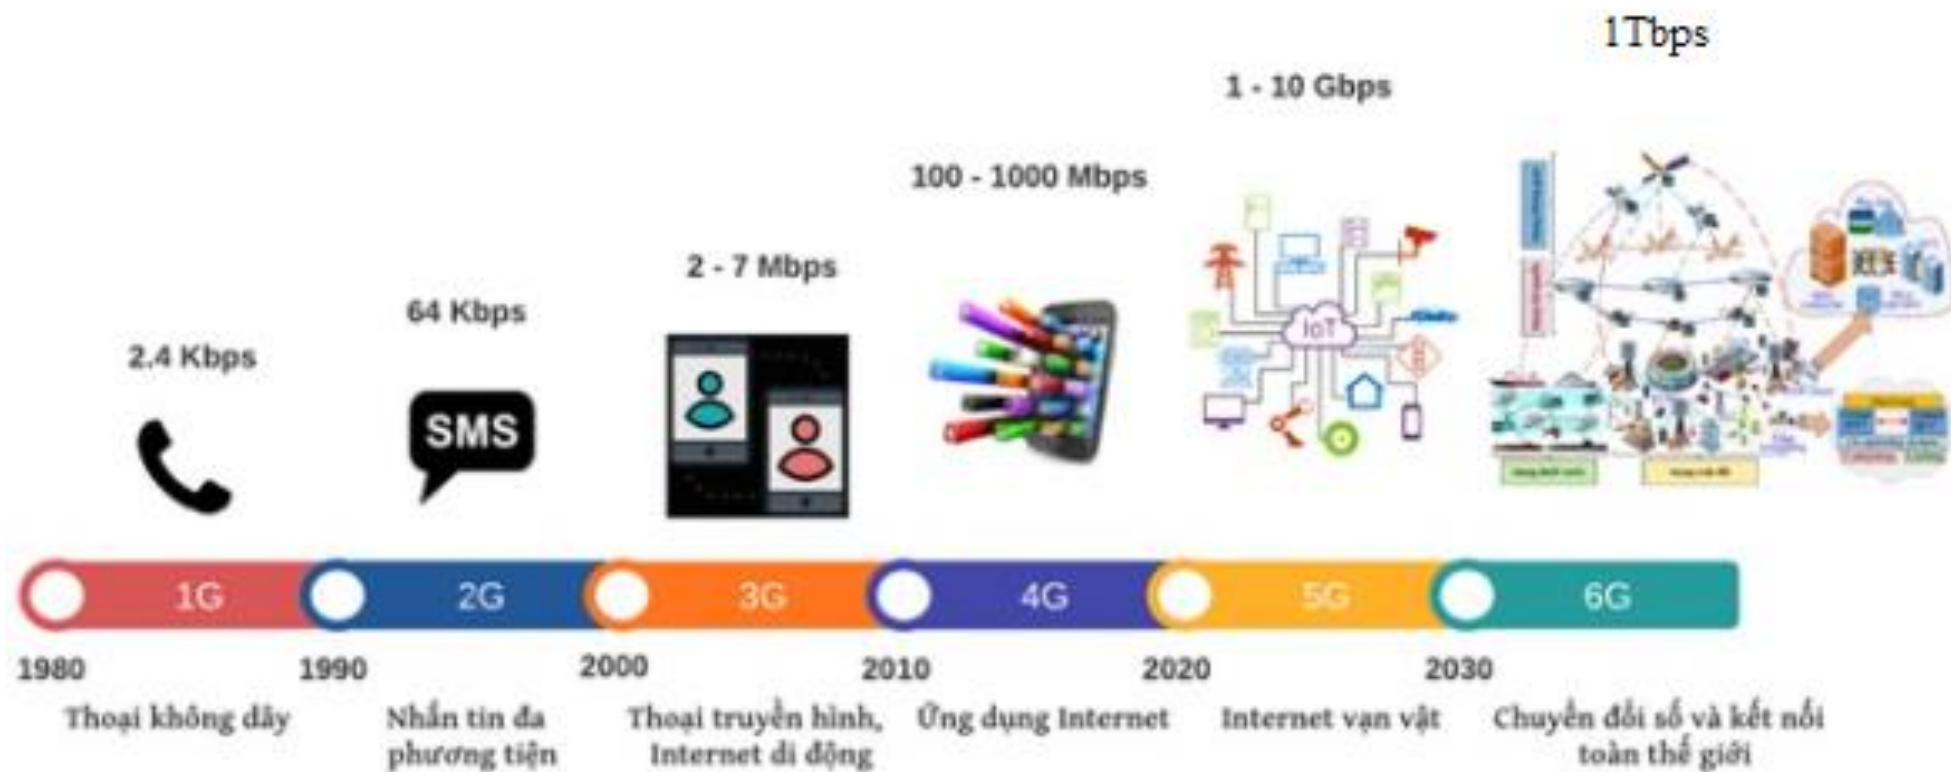 1Tbps
1 - 10 Gbps
100 - 1000 Mbps
2 - 7 Mbps
64 Kbps
2.4 Kbps
SMS
IoT
1G
2G
3G
4G
5G
6G
1980
1990
2000
2010
2020
2030
Thoại không dây
Nhắn tin đa
phương tiện
Thoại truyền hình,
Internet di động
Ứng dụng Internet
Internet vạn vật
Chuyển đổi số và kết nối
toàn thế giới